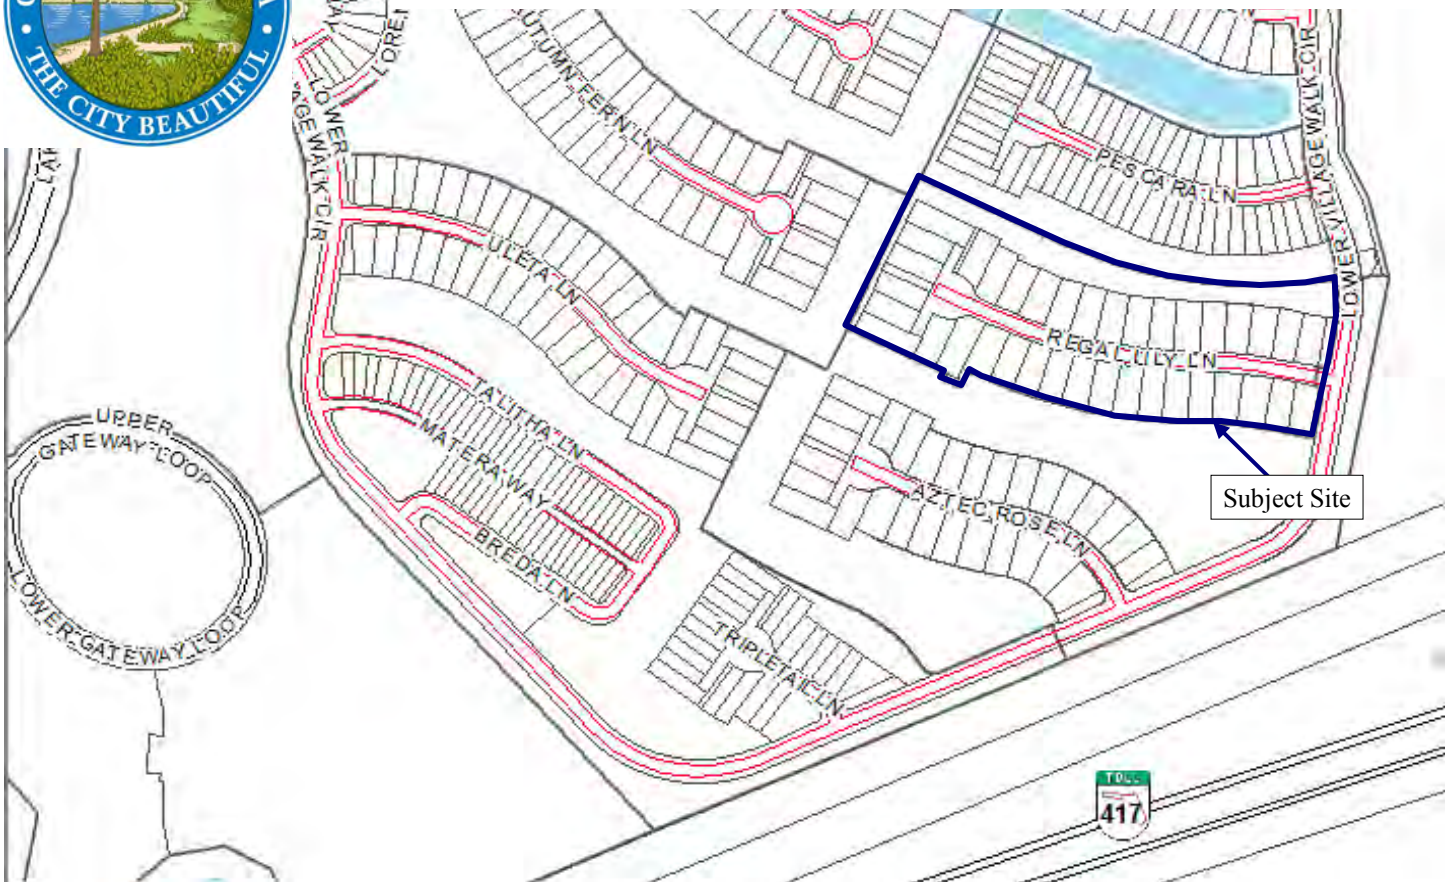 THE CITY BEAUTIFUL
LOWER
AGEWALK CIR
AUTUMN FERN LN
PESCARA LN
LOWER VILLAGE WALK CIR
ULETA LN
REGAL LILY LN
TALITHA LN
MATERA WAY
BREDA LN
UPPER
GATEWAY LOOP
LOWER GATEWAY LOOP
AZTEC ROSE LN
Subject Site
TRIPLETAIL LN
TOLL
417